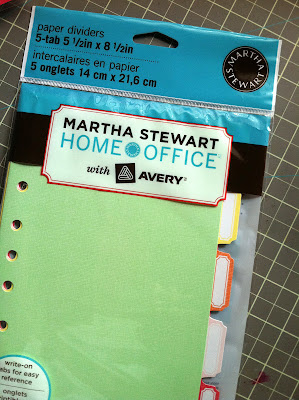 paper dividers
5-tab 5 1/2in x 8 1/2in
intercalaires en papier
5 onglets 14 cm x 21,6 cm
MARTHA
STEWART
MARTHA STEWART
HOME OFFICE
with AVERY
write-on
tabs for easy
reference
onglets